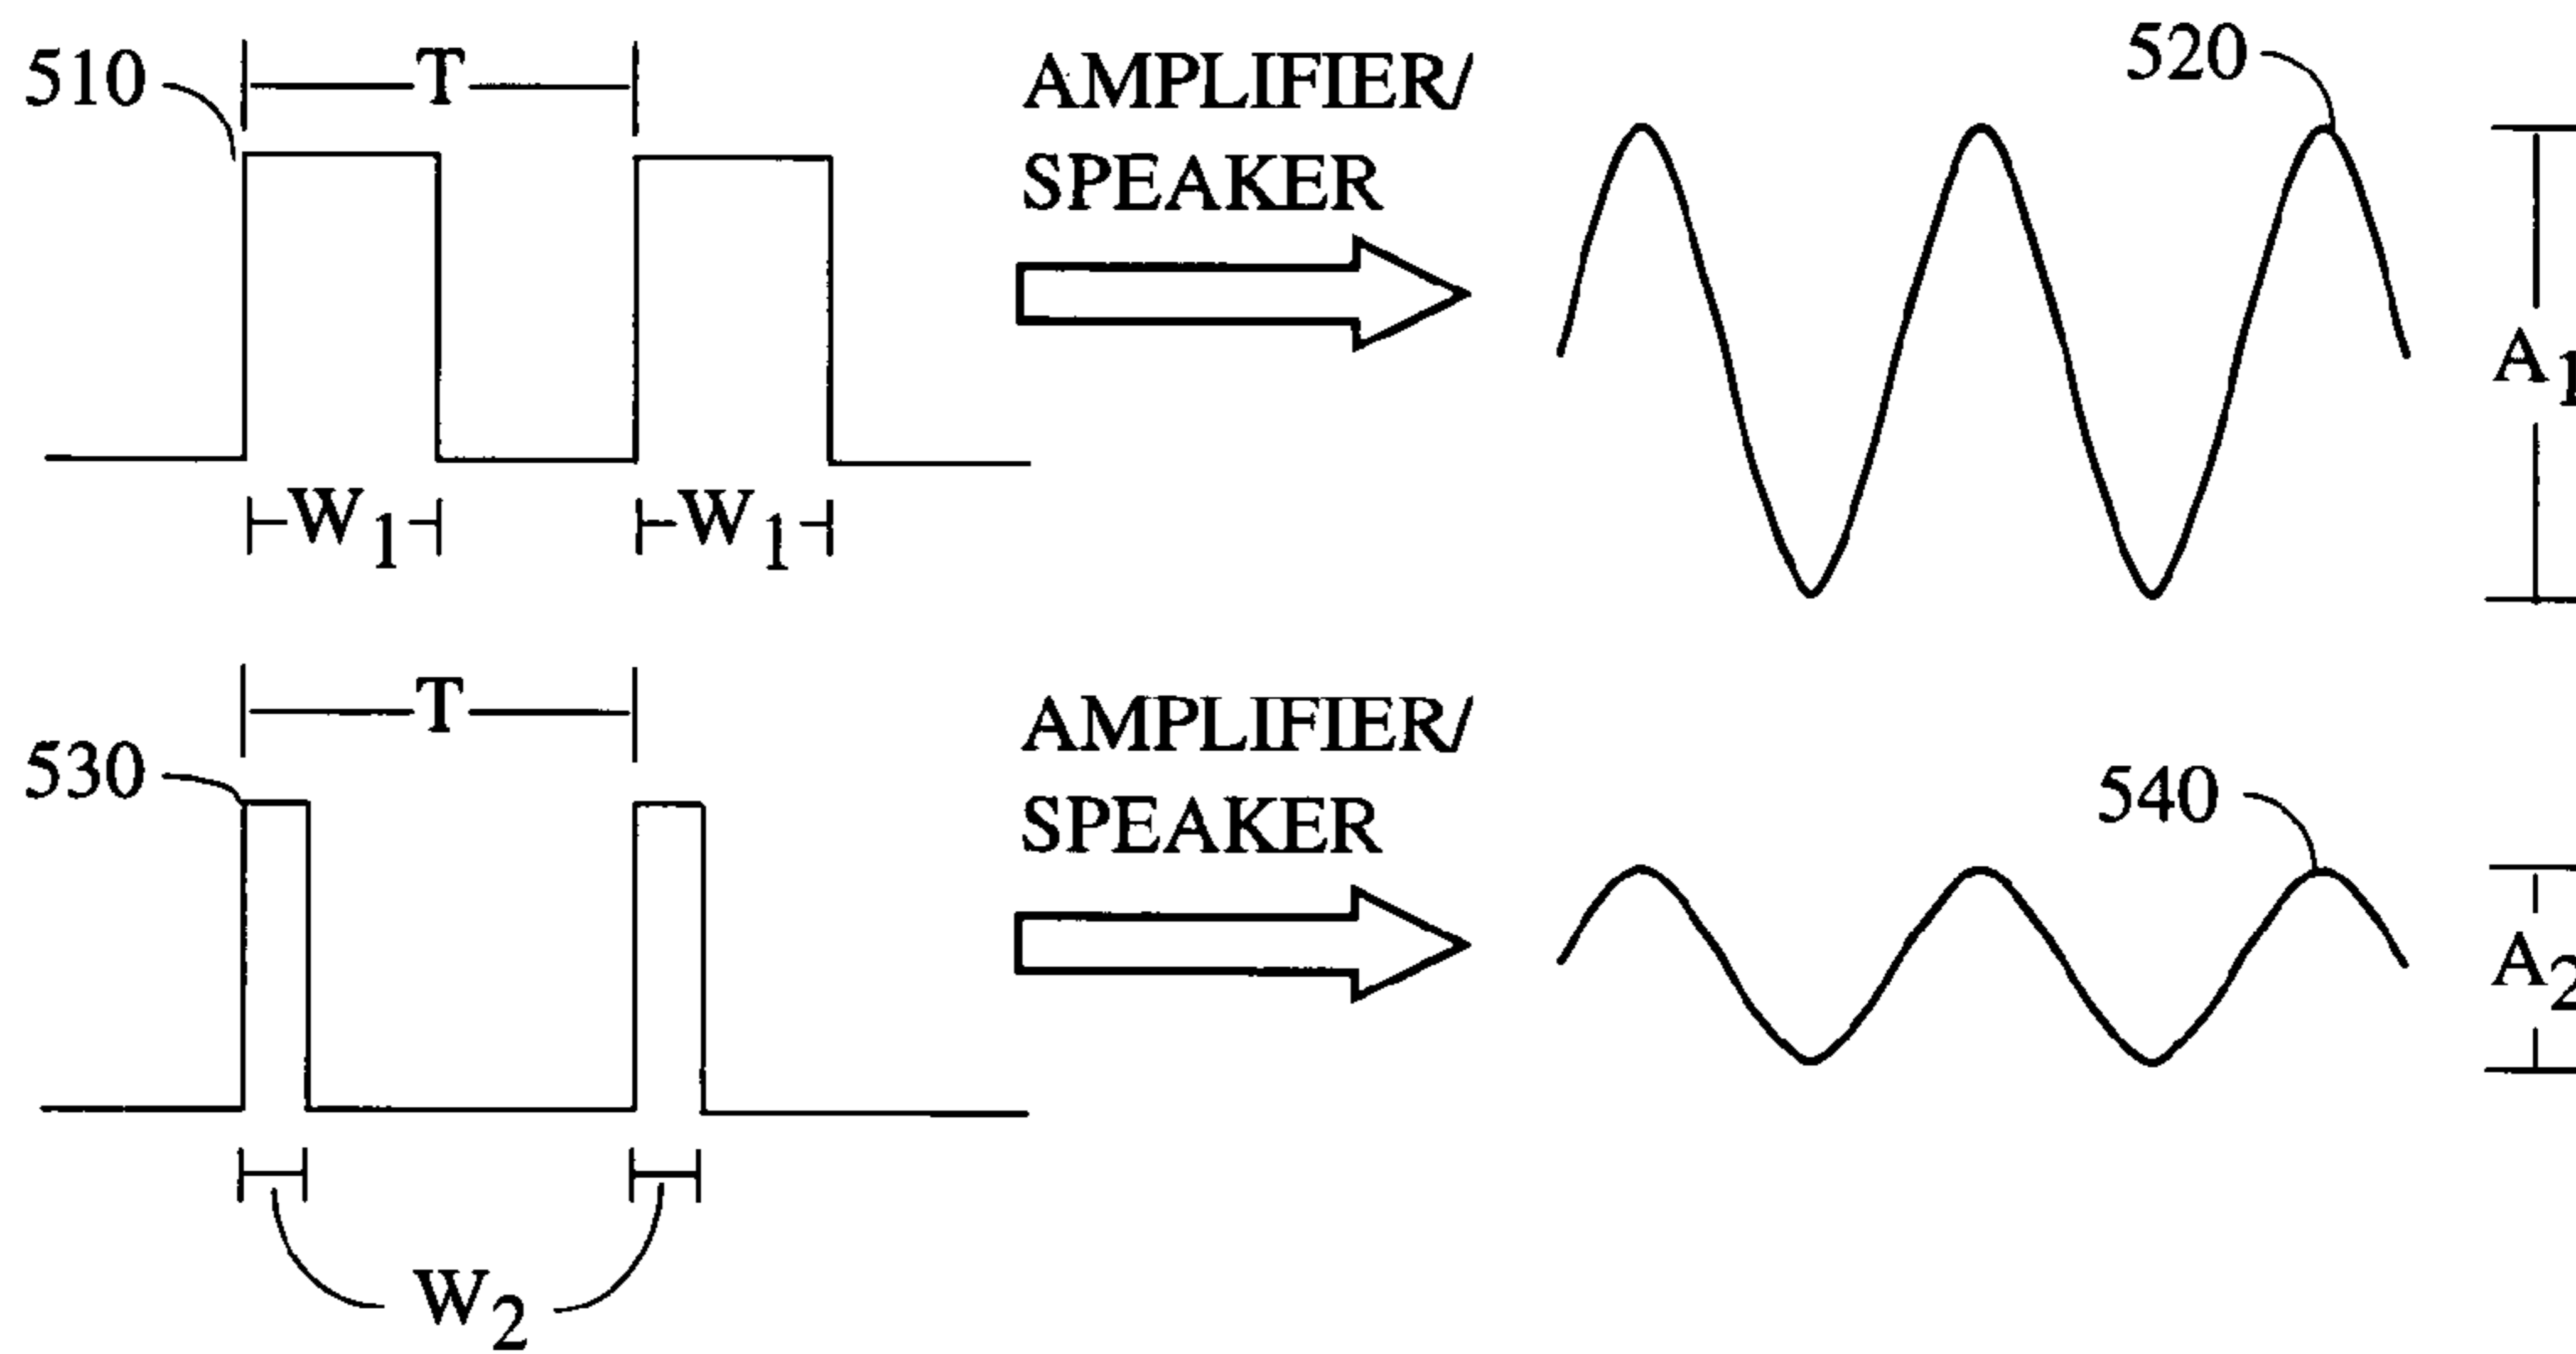 510
T
AMPLIFIER/
SPEAKER
520
A1
W1
W1
530
T
AMPLIFIER/
SPEAKER
540
A2
W2